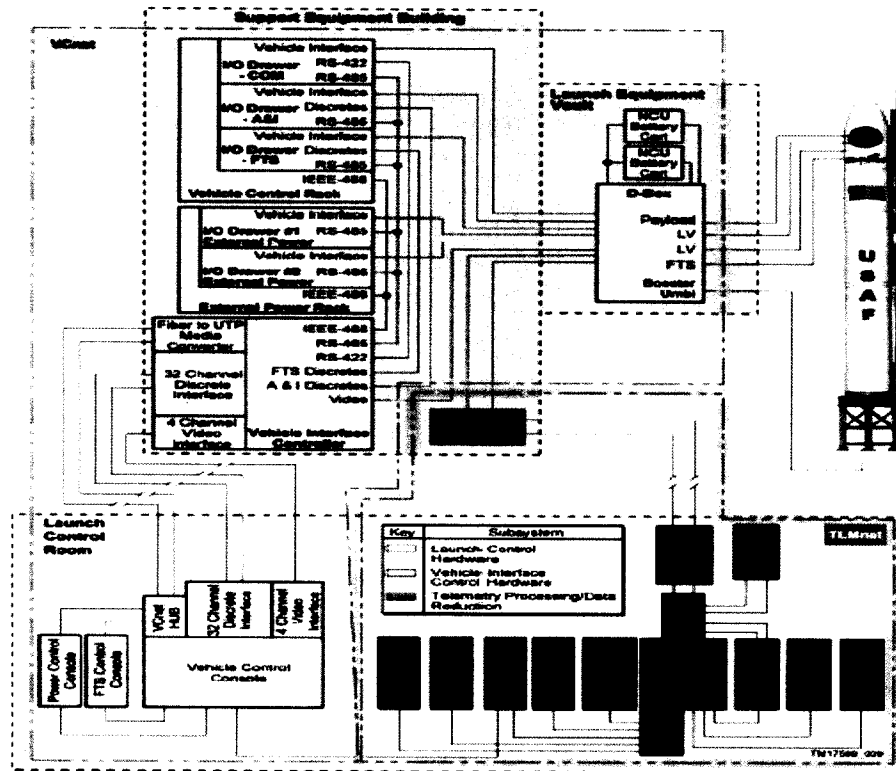 Support Equipment Building
VCnet
Vehicle Interface
I/O Drawer
- COM
RS-422
RS-485
Vehicle Interface
I/O Drawer
- A&I
Discretes
RS-485
Vehicle Interface
I/O Drawer
- FTS
Discretes
RS-485
IEEE-488
Vehicle Control Rack
Vehicle Interface
I/O Drawer #1
External Power
RS-485
Vehicle Interface
I/O Drawer #2
External Power
RS-485
IEEE-488
External Power Rack
Fiber to UTP
Media
Converter
32 Channel
Discrete
Interface
4 Channel
Video
Interface
IEEE-488
RS-485
RS-422
FTS Discretes
A & I Discretes
Video
Vehicle Interface
Controller
Launch Equipment
Vault
NCU
Battery
Cart
NCU
Battery
Cart
D-Box
Payload
LV
LV
FTS
Booster
Umbl
USAF
Launch
Control
Room
Power Control
Console
FTS Control
Console
VCnet
HUB
32 Channel
Discrete
Interface
4 Channel
Video
Interface
Vehicle Control
Console
Key
Subsystem
Launch Control
Hardware
Vehicle Interface
Control Hardware
Telemetry Processing/Data
Reduction
TLMnet